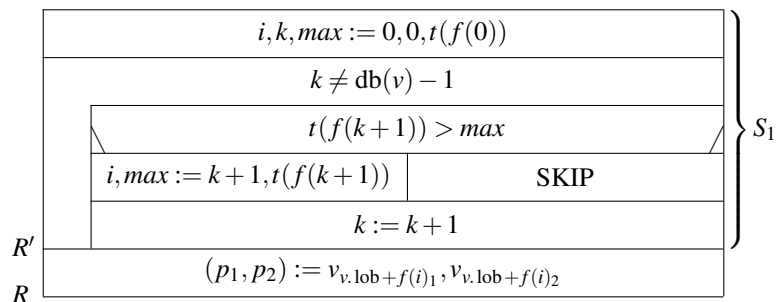 i, k, max := 0, 0, t(f(0))
k ≠ db(v) − 1
t(f(k+1)) > max
S₁
i, max := k+1, t(f(k+1)) SKIP
k := k+1
R′
(p₁, p₂) := v_{v.lob+f(i)₁}, v_{v.lob+f(i)₂}
R